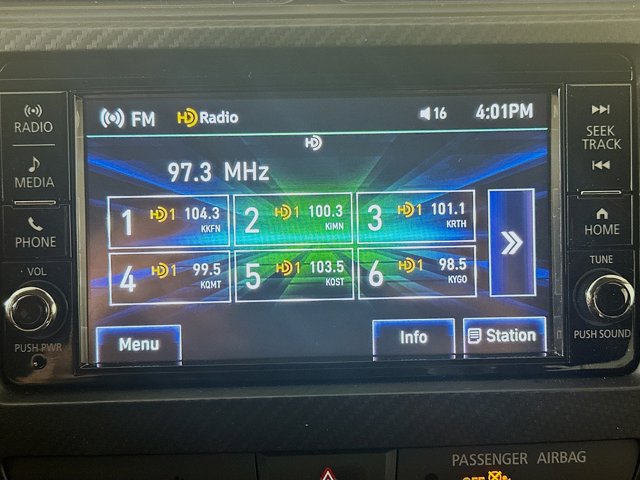 RADIO
MEDIA
PHONE
VOL
PUSH PWR
FM HD Radio 16 4:01PM
HD
97.3 MHz
1 HD 1 104.3 KKFN
2 HD 1 100.3 KIMN
3 HD 1 101.1 KRTH
4 HD 1 99.5 KQMT
5 HD 1 103.5 KOST
6 HD 1 98.5 KYGO
Menu
Info
Station
SEEK
TRACK
HOME
TUNE
PUSH SOUND
PASSENGER AIRBAG
OFF